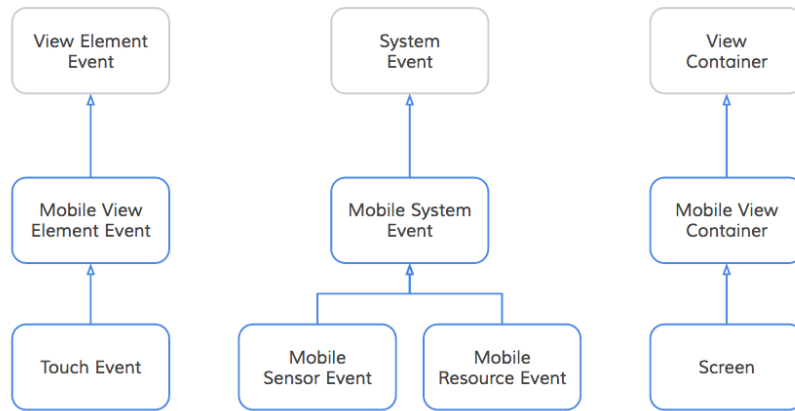 View Element
Event
System
Event
View
Container
Mobile View
Element Event
Mobile System
Event
Mobile View
Container
Touch Event
Mobile
Sensor Event
Mobile
Resource Event
Screen